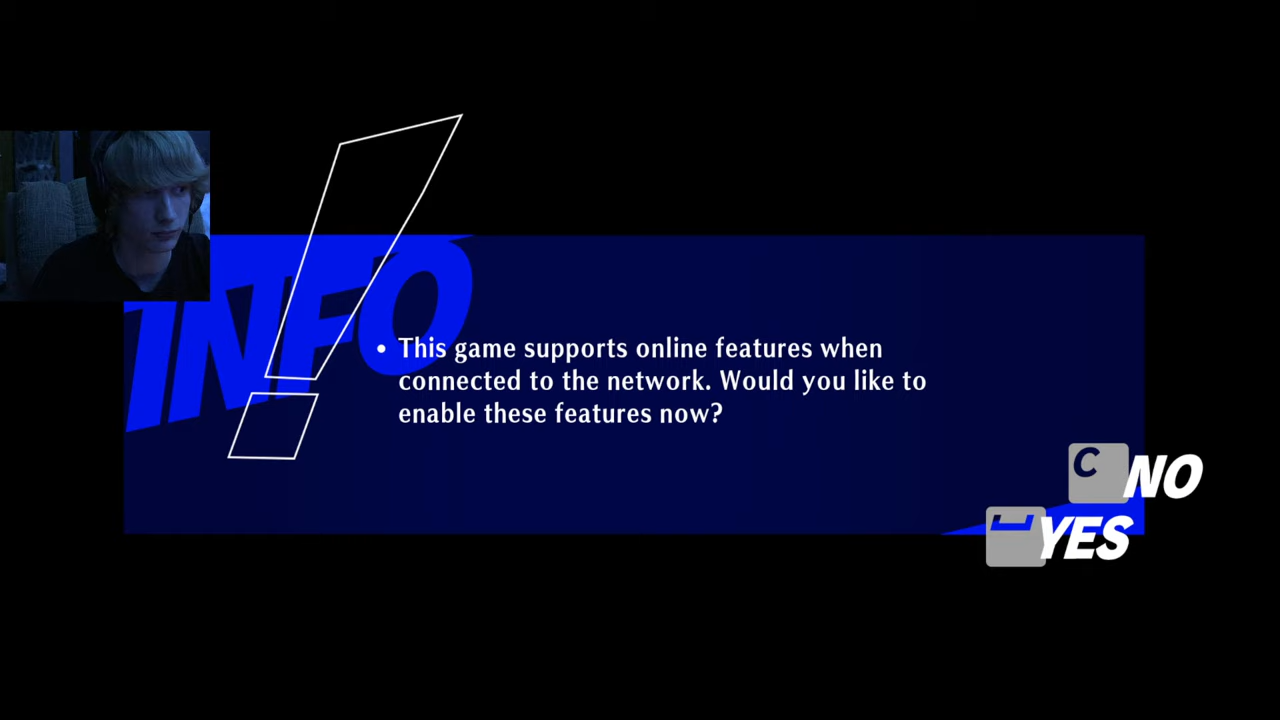 INFO
• This game supports online features when
connected to the network. Would you like to
enable these features now?
C NO
YES